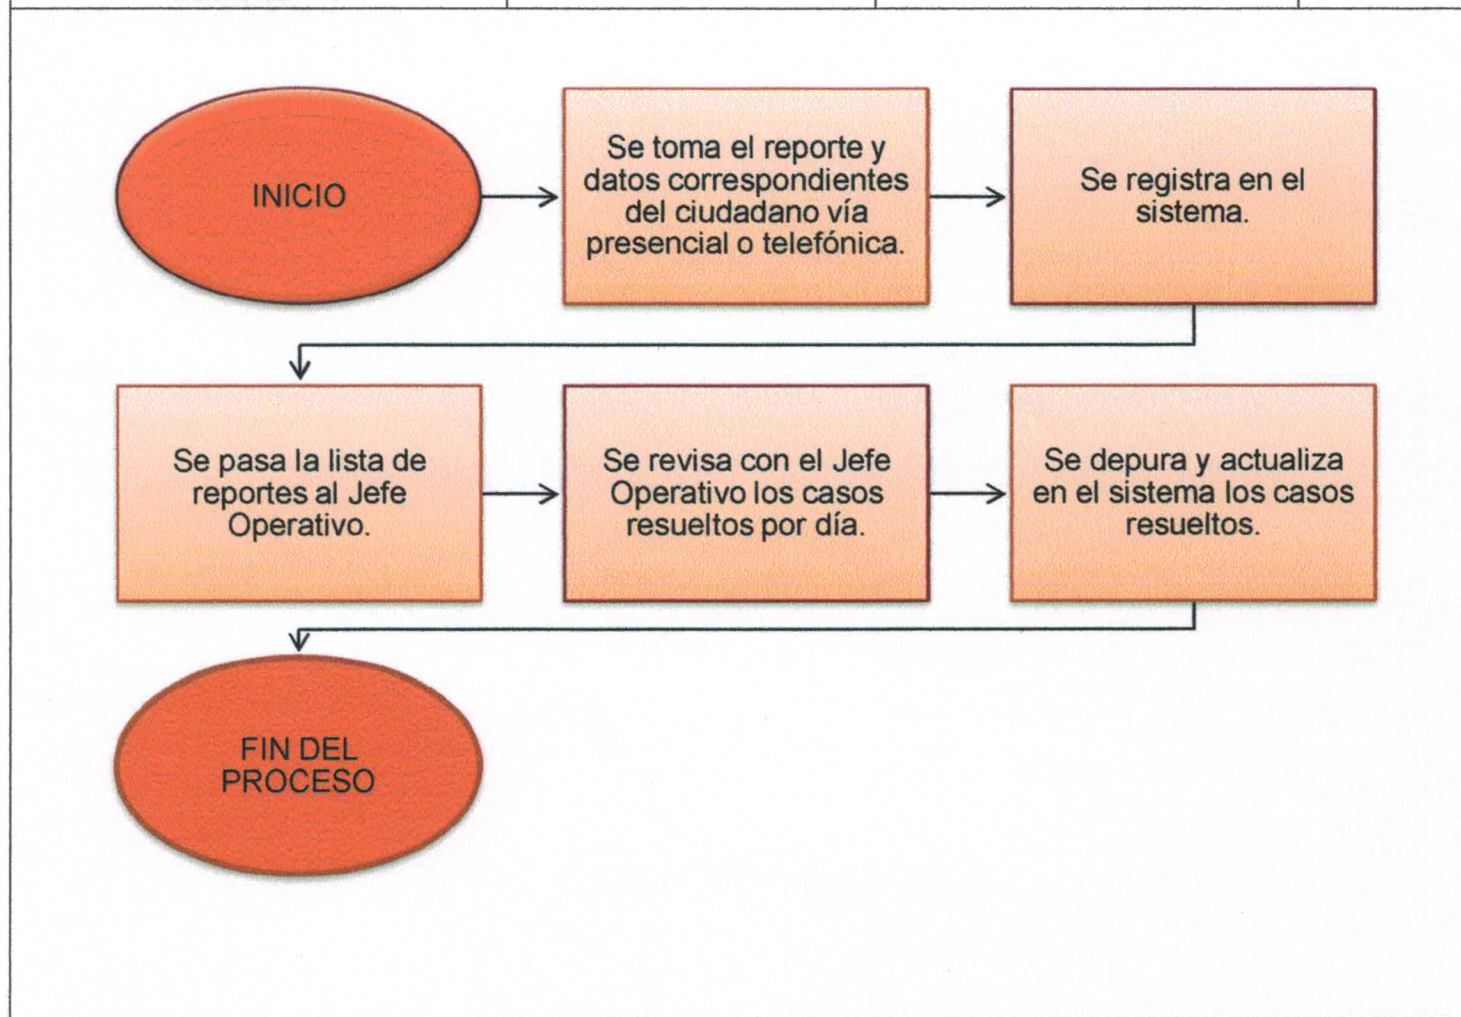 INICIO
Se toma el reporte y
datos correspondientes
del ciudadano vía
presencial o telefónica.
Se registra en el
sistema.
Se pasa la lista de
reportes al Jefe
Operativo.
Se revisa con el Jefe
Operativo los casos
resueltos por día.
Se depura y actualiza
en el sistema los casos
resueltos.
FIN DEL
PROCESO